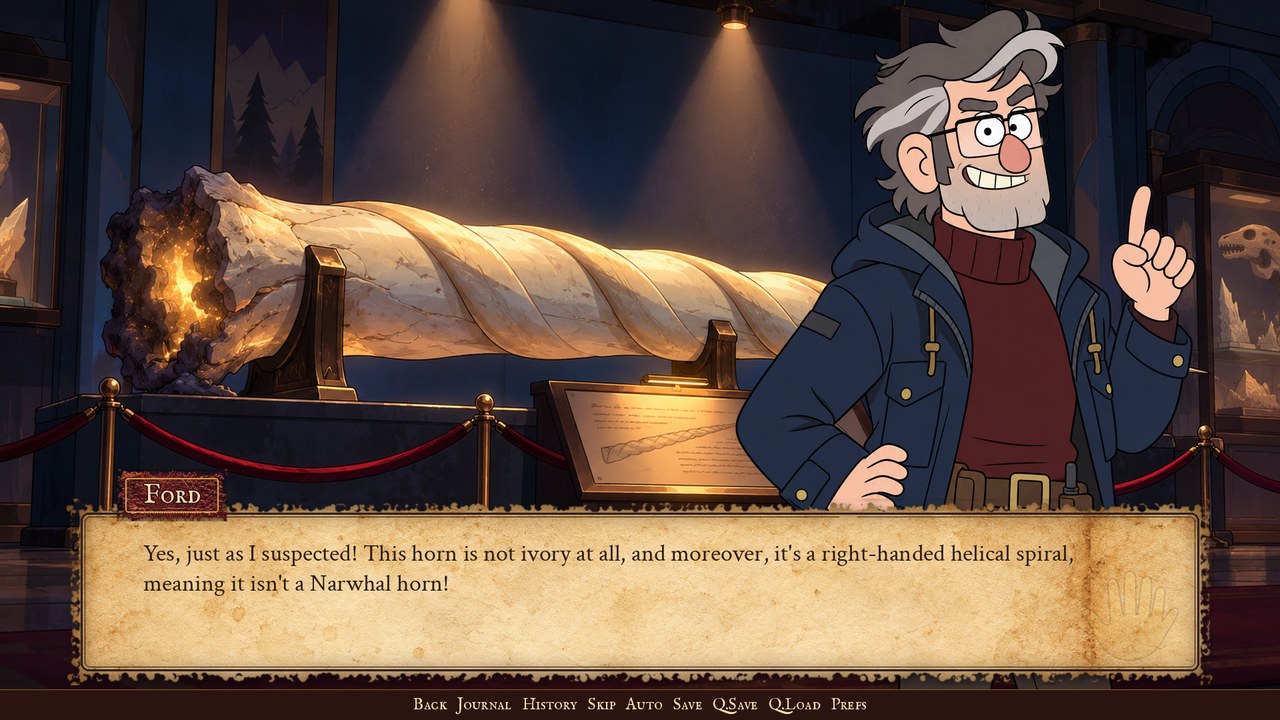 Ford
Yes, just as I suspected! This horn is not ivory at all, and moreover, it's a right-handed helical spiral,
meaning it isn't a Narwhal horn!
Back Journal History Skip Auto Save Q.Save Q.Load Prefs